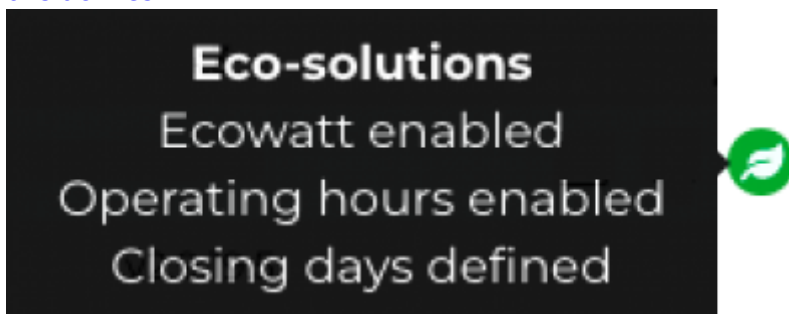 Eco-solutions
Ecowatt enabled
Operating hours enabled
Closing days defined